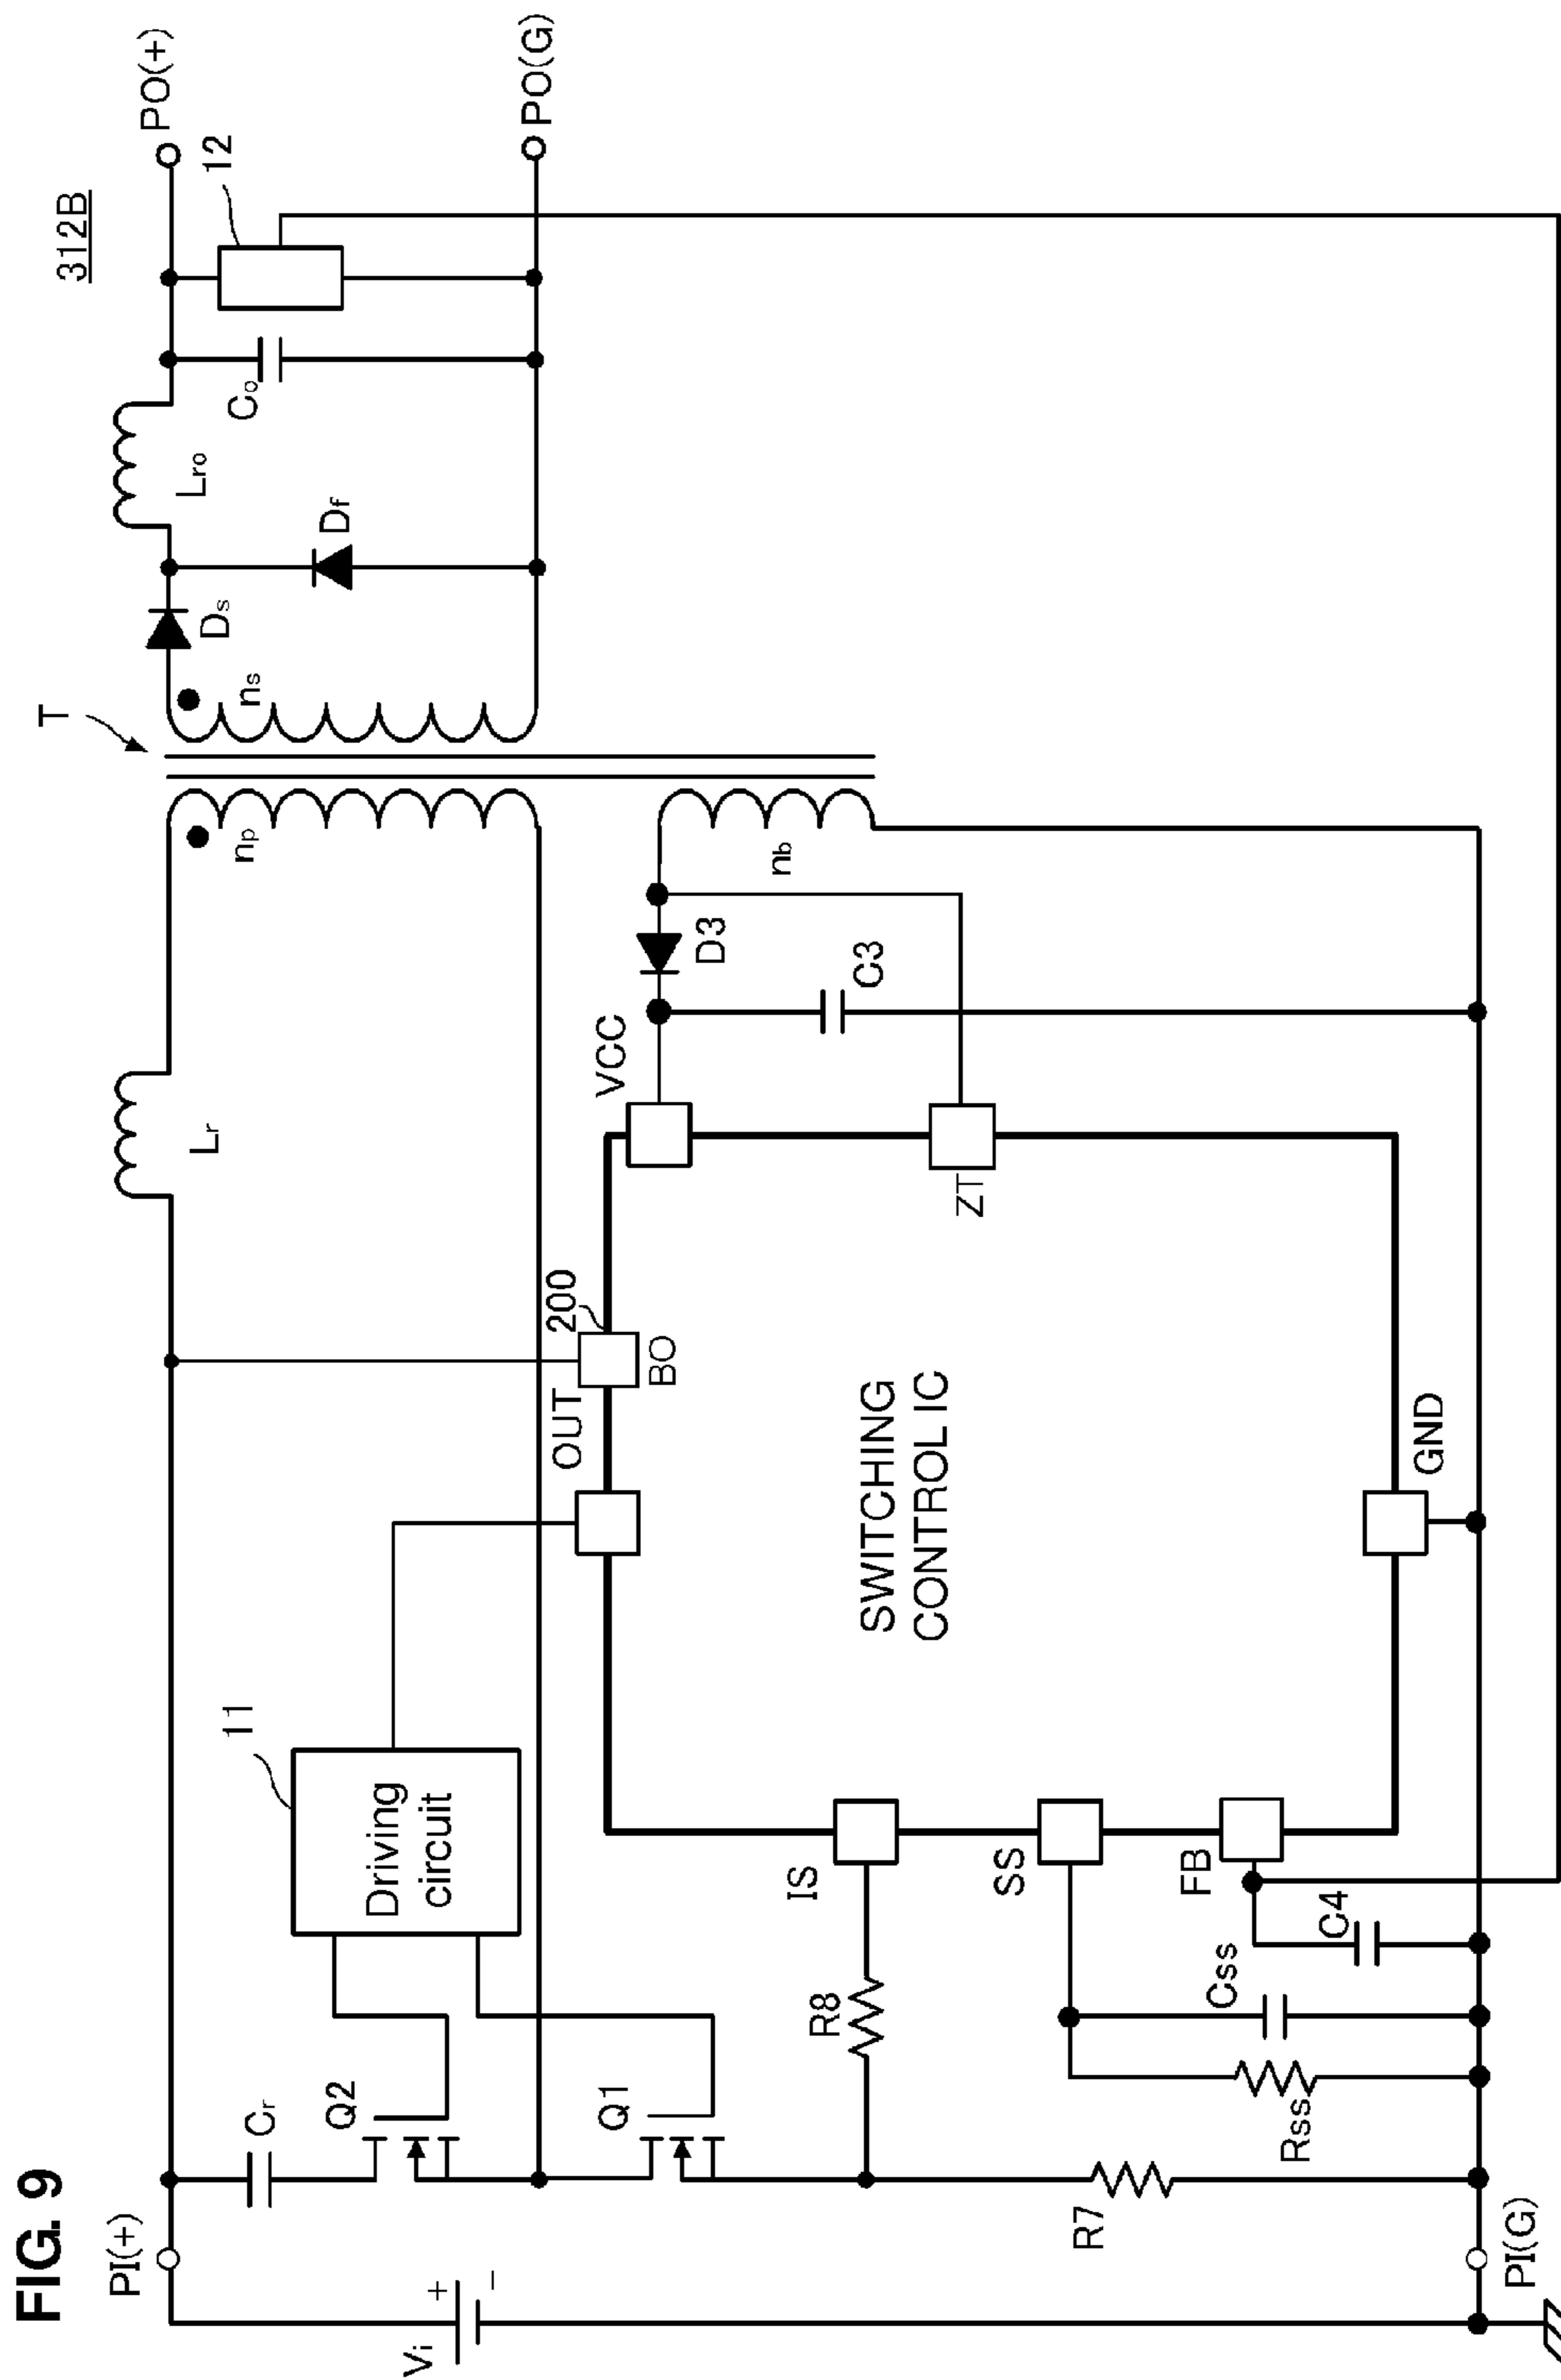 FIG. 9
312B
PI(+)
Vi
+
-
PI(G)
Cr
Q2
Q1
R7
R8
Rss
Css
C4
11
Driving
circuit
IS
SS
FB
OUT
200
BO
SWITCHING
CONTROL IC
GND
VCC
ZT
Lr
D3
C3
T
np
nb
ns
Ds
Df
Lro
Co
12
PO(+)
PO(G)